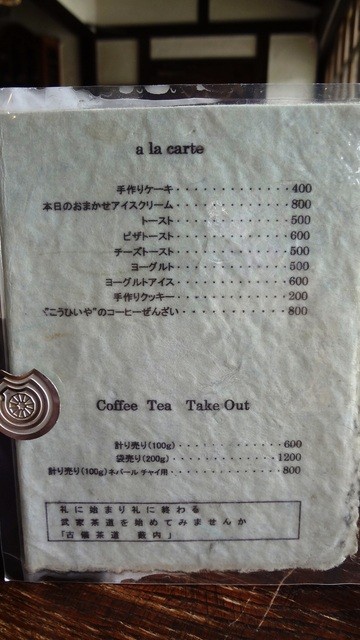 a la carte
手作りケーキ・・・・・・・・・・・・400
本日のおまかせアイスクリーム・・・・・・・・・・・・800
トースト・・・・・・・・・・・・500
ピザトースト・・・・・・・・・・・・600
チーズトースト・・・・・・・・・・・・500
ヨーグルト・・・・・・・・・・・・500
ヨーグルトアイス・・・・・・・・・・・・600
手作りクッキー・・・・・・・・・・・・200
“こうひいや”のコーヒーぜんざい・・・・・・・・・・・・800
Coffee Tea Take Out
計り売り(100g)・・・・・・・・・・・・600
袋売り(200g)・・・・・・・・・・・・1200
計り売り(100g)ネパール チャイ用・・・・・・・・・・・・800
礼に始まり礼に終わる
武家茶道を始めてみませんか
「古儀茶道 藪内」